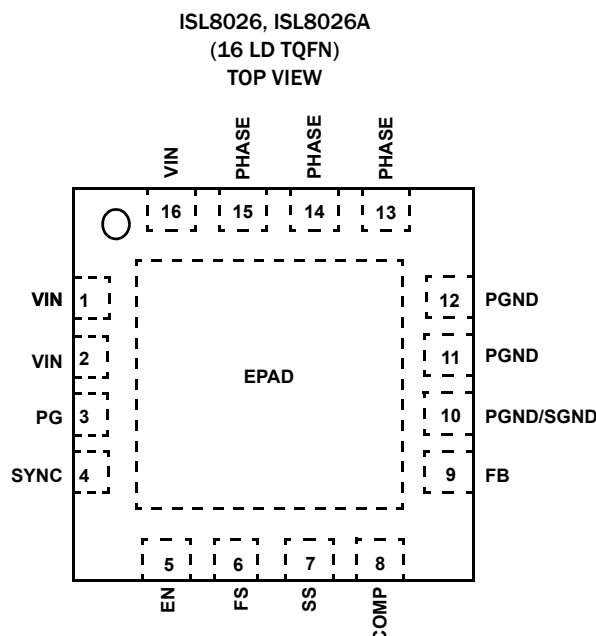 ISL8026, ISL8026A
(16 LD TQFN)
TOP VIEW
VIN
PHASE
PHASE
PHASE
16
15
14
13
VIN 1
12 PGND
VIN 2
11 PGND
EPAD
PG 3
10 PGND/SGND
SYNC 4
9 FB
5
6
7
8
EN
FS
SS
COMP